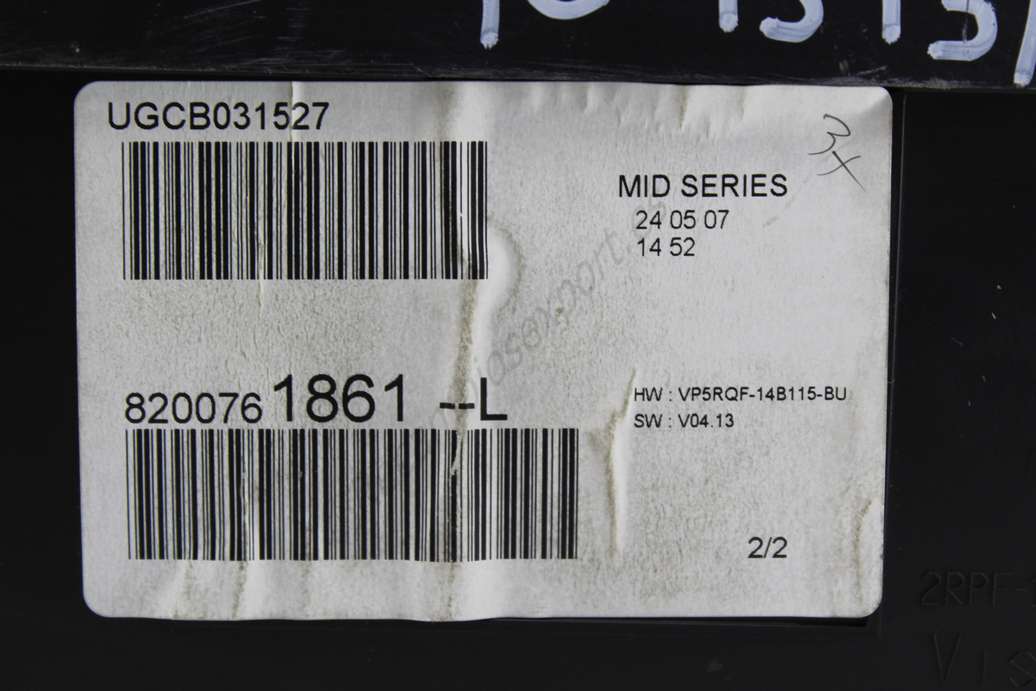 UGCB031527
3x
MID SERIES
24 05 07
14 52
8200761861 --L
HW : VP5RQF-14B115-BU
SW : V04.13
2/2
2RPF-